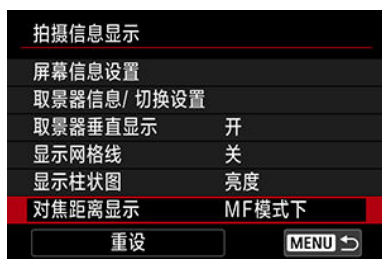 拍摄信息显示
屏幕信息设置
取景器信息/ 切换设置
取景器垂直显示 开
显示网格线 关
显示柱状图 亮度
对焦距离显示 MF模式下
重设 MENU